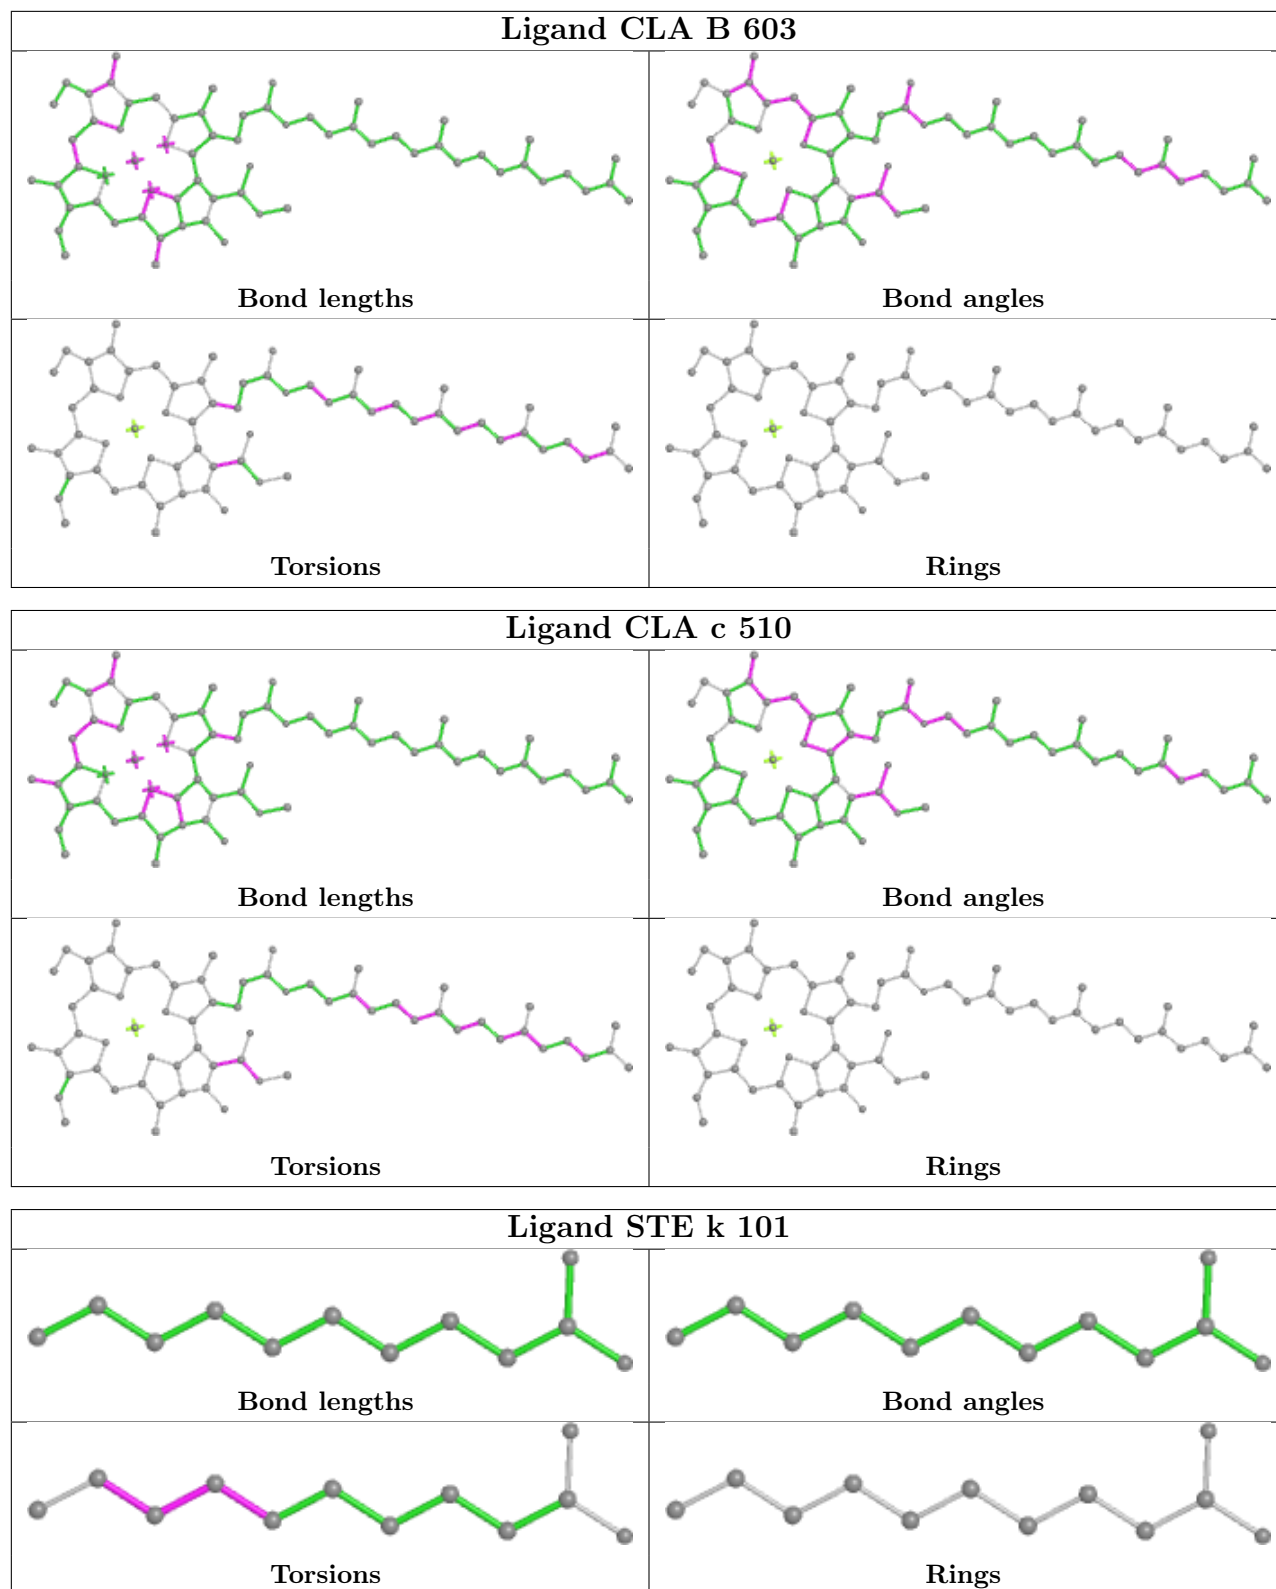 Ligand CLA B 603
Bond lengths
Bond angles
Torsions
Rings
Ligand CLA c 510
Bond lengths
Bond angles
Torsions
Rings
Ligand STE k 101
Bond lengths
Bond angles
Torsions
Rings